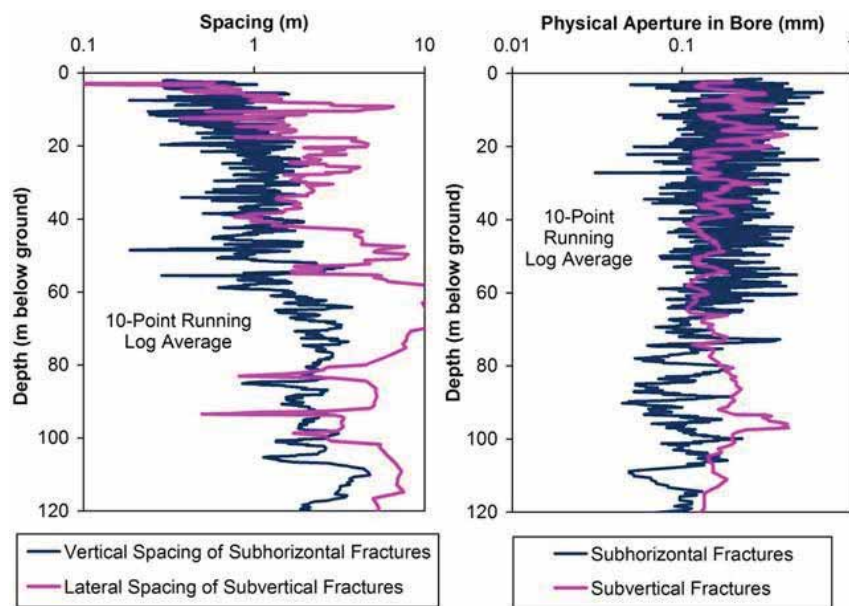 Spacing (m)
0.1 1 10
0
20
40
60
80
100
120
Depth (m below ground)
10-Point Running
Log Average
Vertical Spacing of Subhorizontal Fractures
Lateral Spacing of Subvertical Fractures
Physical Aperture in Bore (mm)
0.01 0.1 1
0
20
40
60
80
100
120
Depth (m below ground)
10-Point
Running
Log Average
Subhorizontal Fractures
Subvertical Fractures